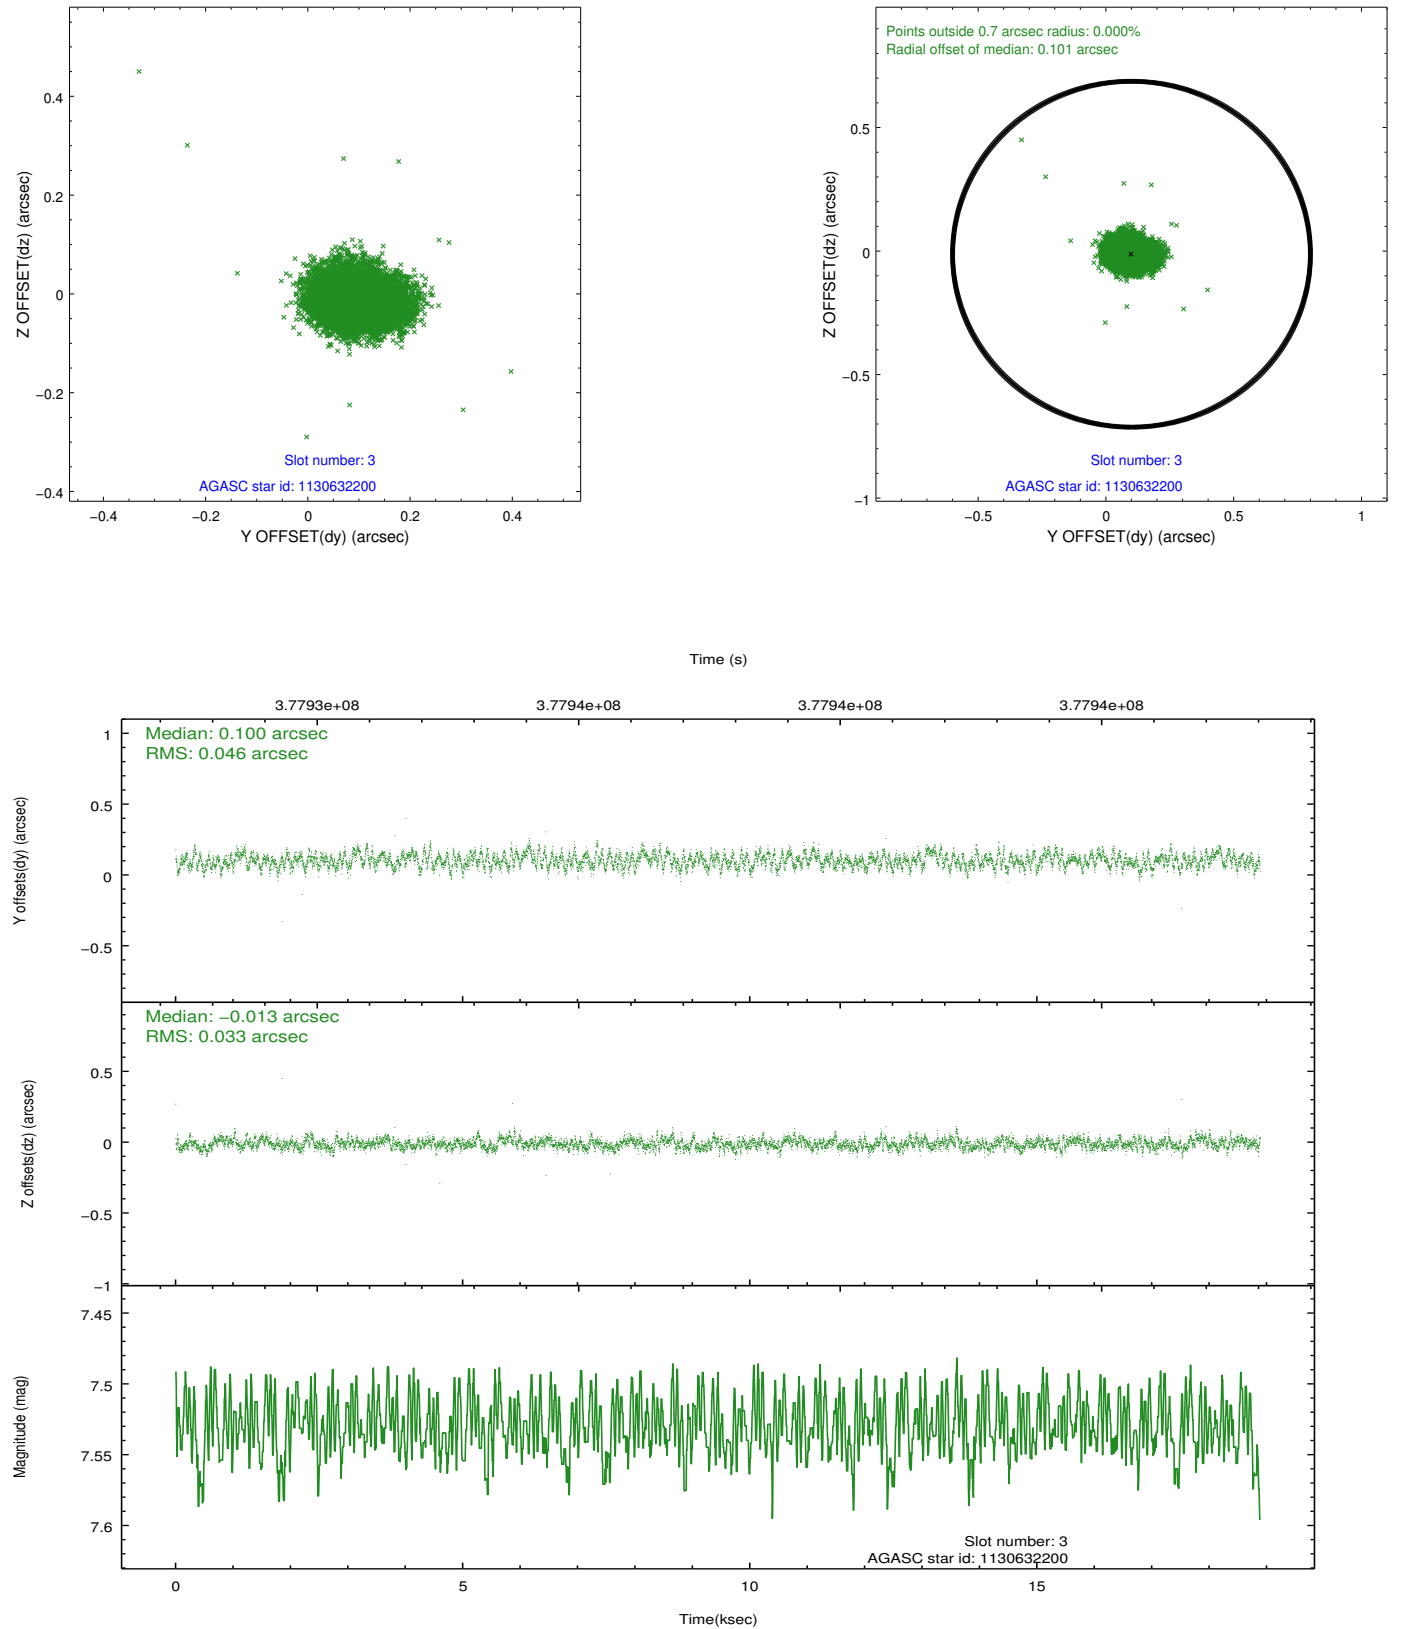 0.4
0.2
0
−0.2
−0.4
Z OFFSET(dz) (arcsec)
Slot number: 3
AGASC star id: 1130632200
−0.4 −0.2 0 0.2 0.4
Y OFFSET(dy) (arcsec)
Points outside 0.7 arcsec radius: 0.000%
Radial offset of median: 0.101 arcsec
0.5
0
−0.5
−1
Z OFFSET(dz) (arcsec)
Slot number: 3
AGASC star id: 1130632200
−0.5 0 0.5 1
Y OFFSET(dy) (arcsec)
Time (s)
3.7793e+08 3.7794e+08 3.7794e+08 3.7794e+08
Median: 0.100 arcsec
RMS: 0.046 arcsec
1
0.5
0
−0.5
Y offsets(dy) (arcsec)
Median: −0.013 arcsec
RMS: 0.033 arcsec
0.5
0
−0.5
−1
Z offsets(dz) (arcsec)
7.45
7.5
7.55
7.6
Magnitude (mag)
Slot number: 3
AGASC star id: 1130632200
0 5 10 15
Time(ksec)